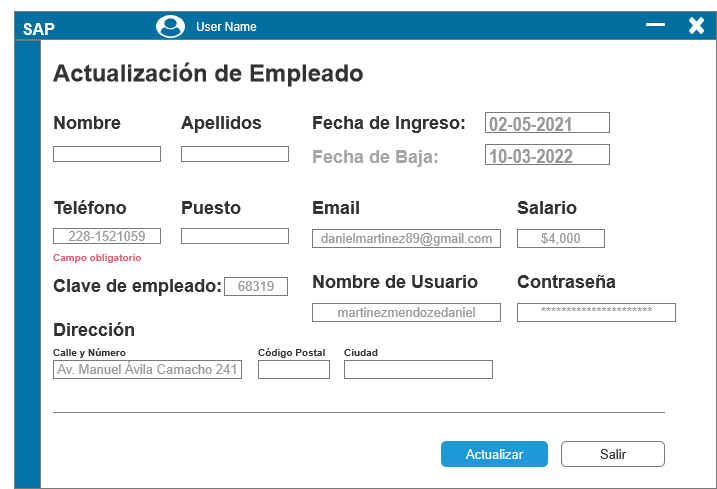 SAP
User Name
Actualización de Empleado
Nombre
Apellidos
Fecha de Ingreso:
02-05-2021
Fecha de Baja:
10-03-2022
Teléfono
Puesto
Email
Salario
228-1521059
danielmartinez89@gmail.com
$4,000
Campo obligatorio
Clave de empleado:
68319
Nombre de Usuario
Contraseña
martinezmendozedaniel
**********************
Dirección
Calle y Número
Código Postal
Ciudad
Av. Manuel Ávila Camacho 241
Actualizar
Salir